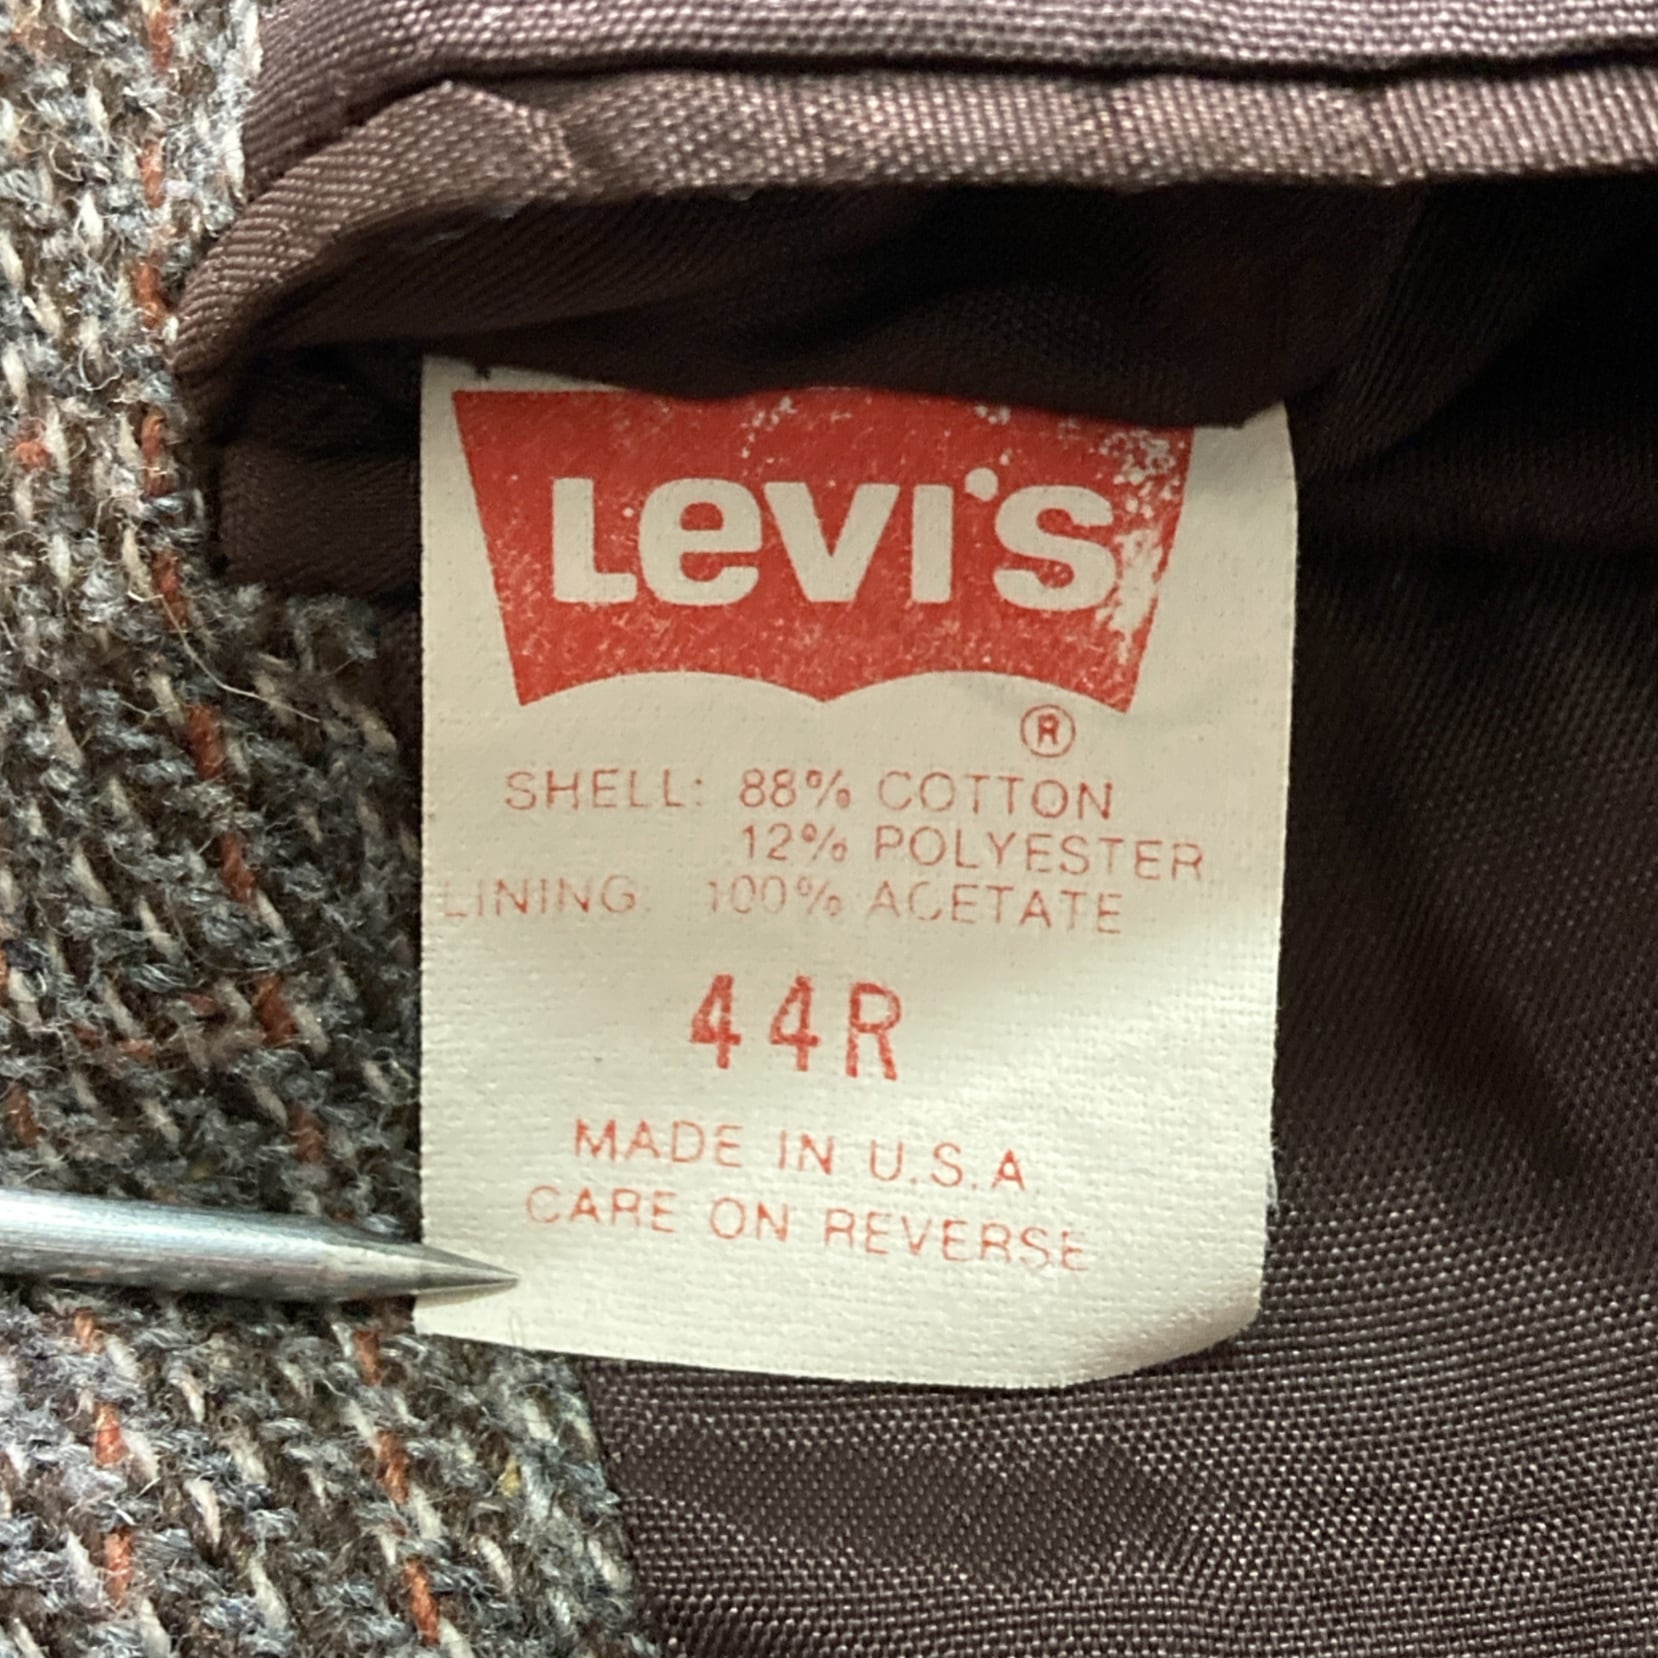 Levi's
®
SHELL: 88% COTTON
12% POLYESTER
LINING: 100% ACETATE
44R
MADE IN U.S.A.
CARE ON REVERSE